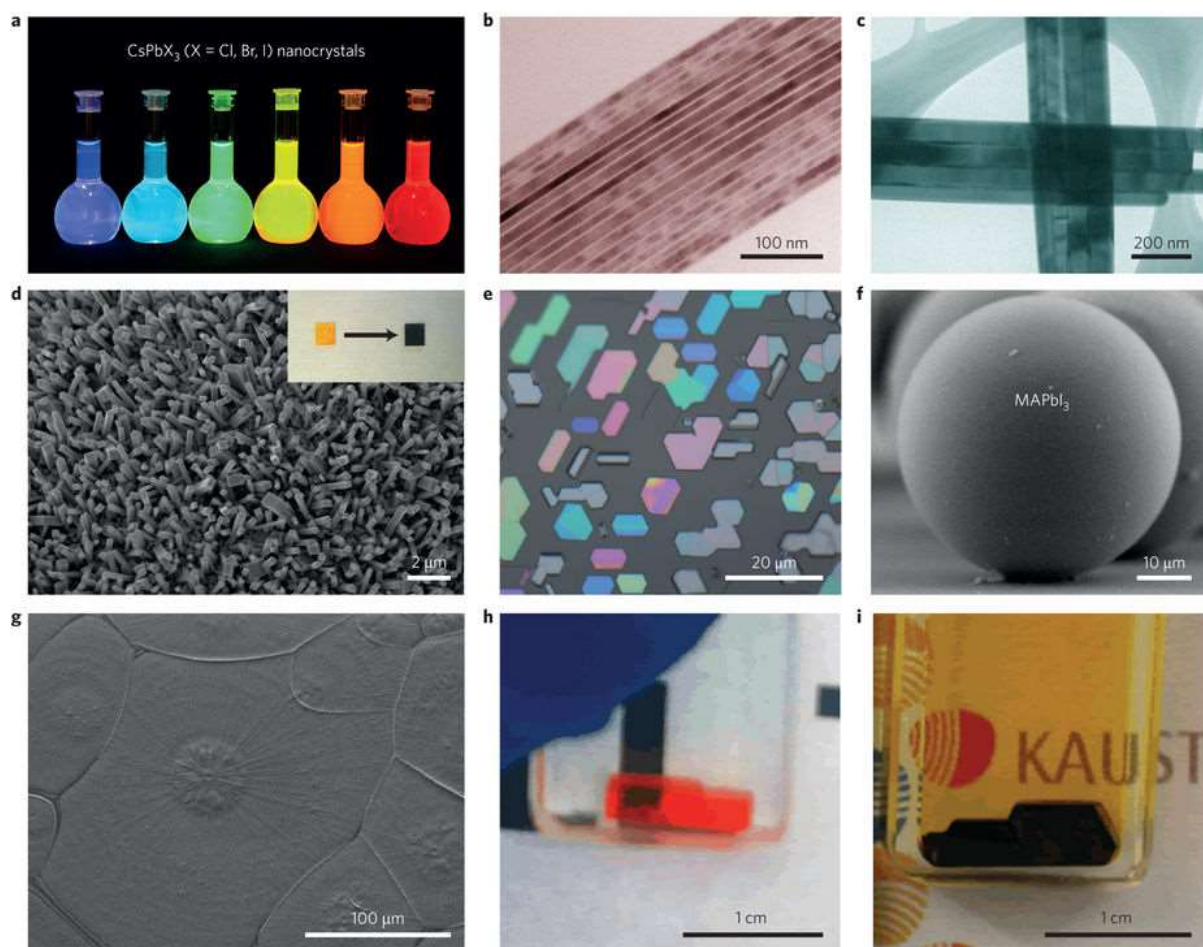 a
CsPbX₃ (X = Cl, Br, I) nanocrystals
b
100 nm
c
200 nm
d
2 μm
e
20 μm
f
MAPbI₃
10 μm
g
100 μm
h
1 cm
i
KAUST
1 cm